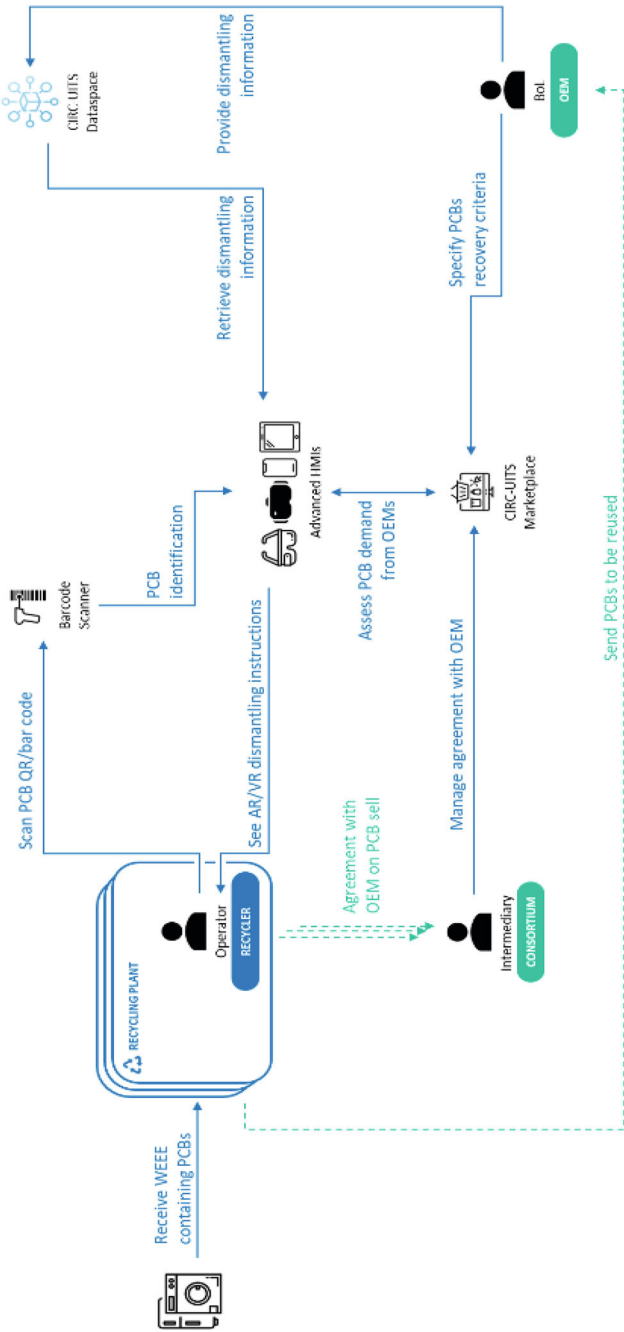 Receive WEEE
containing PCBs
RECYCLING PLANT
Operator
RECYCLER
Scan PCB QR/bar code
Barcode
Scanner
PCB
identification
See AR/VR dismantling instructions
Advanced HMIs
Retrieve dismantling
information
CIRC-UITS
Dataspace
Provide dismantling
information
Agreement with
OEM on PCB sell
Intermediary
CONSORTIUM
Manage agreement with OEM
Assess PCB demand
from OEMs
CIRC-UITS
Marketplace
Specify PCBs
recovery criteria
BoL
OEM
Send PCBs to be reused